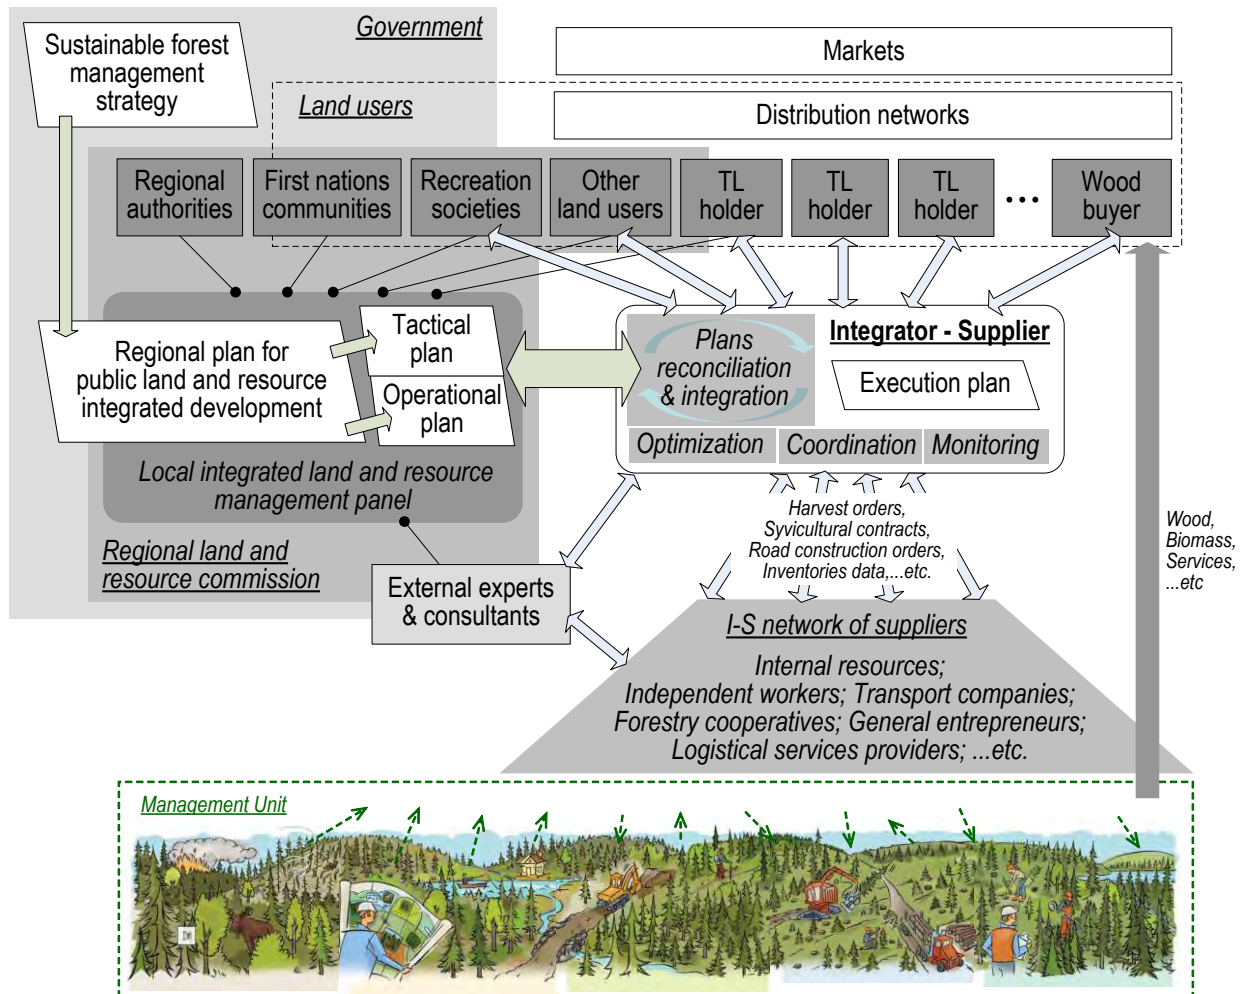 Government
Sustainable forest
management
strategy
Markets
Land users
Distribution networks
Regional
authorities
First nations
communities
Recreation
societies
Other
land users
TL
holder
TL
holder
TL
holder
...
Wood
buyer
Regional plan for
public land and resource
integrated development
Tactical
plan
Operational
plan
Local integrated land and resource
management panel
Regional land and
resource commission
Plans
reconciliation
& integration
Integrator - Supplier
Execution plan
Optimization
Coordination
Monitoring
Harvest orders,
Syvicultural contracts,
Road construction orders,
Inventories data,...etc.
Wood,
Biomass,
Services,
...etc
External experts
& consultants
I-S network of suppliers
Internal resources;
Independent workers; Transport companies;
Forestry cooperatives; General entrepreneurs;
Logistical services providers; ...etc.
Management Unit